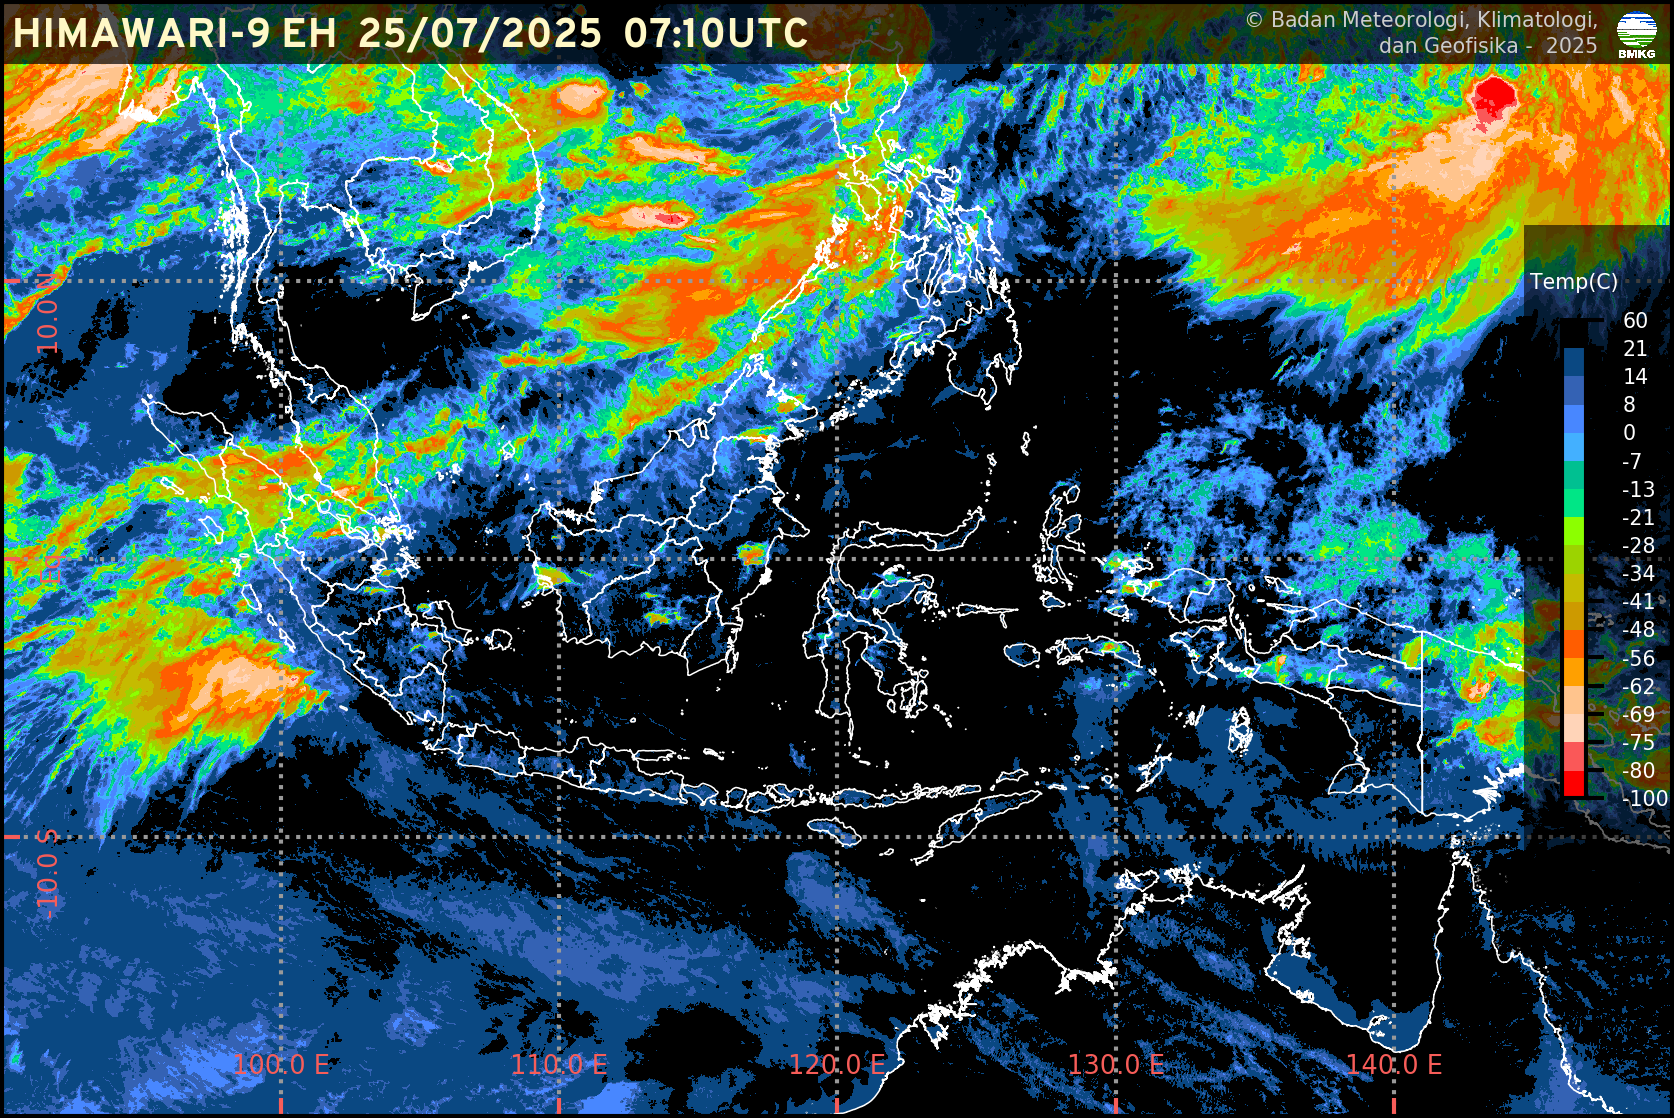 HIMAWARI-9 EH 25/07/2025 07:10UTC
© Badan Meteorologi, Klimatologi,
dan Geofisika - 2025
BMKG
Temp(C)
60
21
14
8
0
-7
-13
-21
-28
-34
-41
-48
-56
-62
-69
-75
-80
-100
10.0 N
EQ
-10.0 S
100.0 E
110.0 E
120.0 E
130.0 E
140.0 E